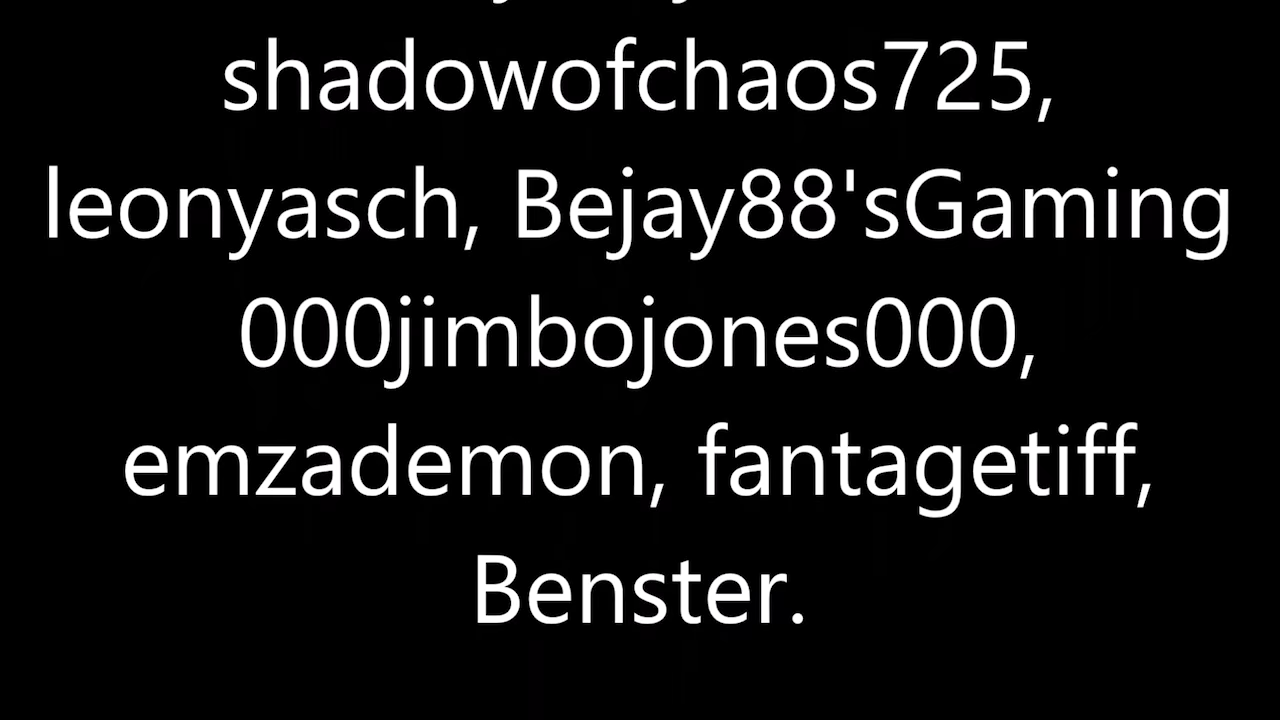 shadowofchaos725,
leonyasch, Bejay88'sGaming
000jimbojones000,
emzademon, fantagetiff,
Benster.